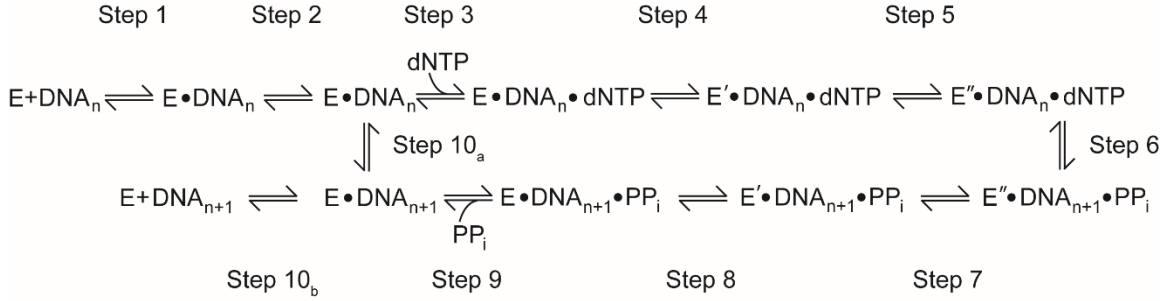 Step 1 Step 2 Step 3 Step 4 Step 5
dNTP
E+DNAₙ ⇌ E•DNAₙ ⇌ E•DNAₙ ⇌ E•DNAₙ•dNTP ⇌ E′•DNAₙ•dNTP ⇌ E″•DNAₙ•dNTP
Step 10ₐ Step 6
E+DNAₙ₊₁ ⇌ E•DNAₙ₊₁ ⇌ E•DNAₙ₊₁•PPᵢ ⇌ E′•DNAₙ₊₁•PPᵢ ⇌ E″•DNAₙ₊₁•PPᵢ
PPᵢ
Step 10_b Step 9 Step 8 Step 7